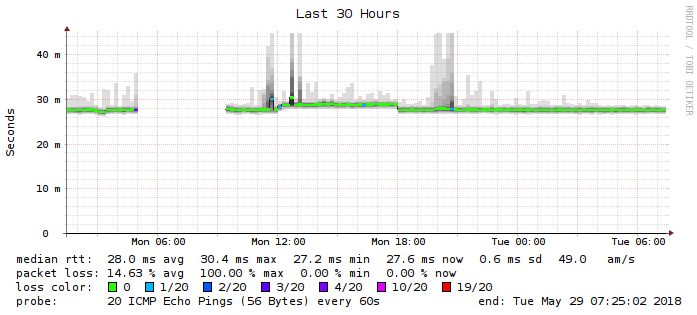 Last 30 Hours
RRDTOOL / TOBI OETIKER
Seconds
40 m
30 m
20 m
10 m
0
Mon 06:00 Mon 12:00 Mon 18:00 Tue 00:00 Tue 06:00
median rtt: 28.0 ms avg 30.4 ms max 27.2 ms min 27.6 ms now 0.6 ms sd 49.0 am/s
packet loss: 14.63 % avg 100.00 % max 0.00 % min 0.00 % now
loss color: 0 1/20 2/20 3/20 4/20 10/20 19/20
probe: 20 ICMP Echo Pings (56 Bytes) every 60s end: Tue May 29 07:25:02 2018